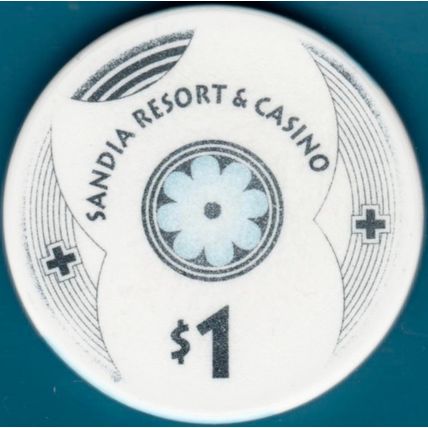 SANDIA RESORT & CASINO
$1